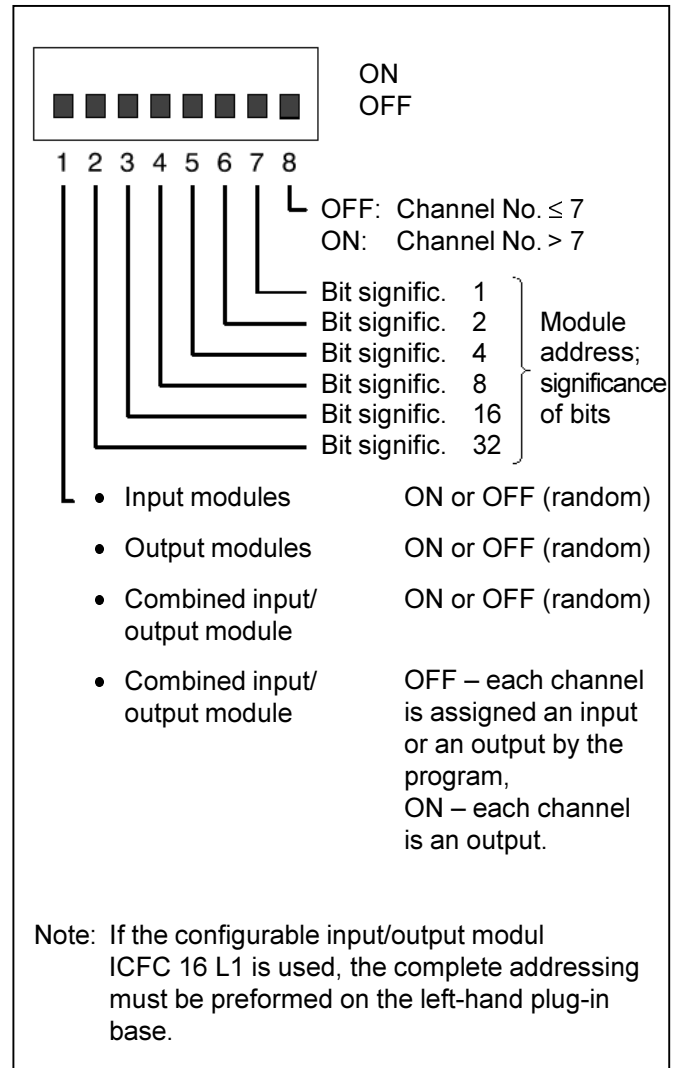 ON
OFF
1 2 3 4 5 6 7 8
OFF: Channel No. ≤ 7
ON: Channel No. > 7
Bit signific. 1
Bit signific. 2
Bit signific. 4
Bit signific. 8
Bit signific. 16
Bit signific. 32
Module
address;
significance
of bits
• Input modules ON or OFF (random)
• Output modules ON or OFF (random)
• Combined input/ ON or OFF (random)
output module
• Combined input/ OFF – each channel
output module is assigned an input
or an output by the
program,
ON – each channel
is an output.
Note: If the configurable input/output modul
ICFC 16 L1 is used, the complete addressing
must be preformed on the left-hand plug-in
base.